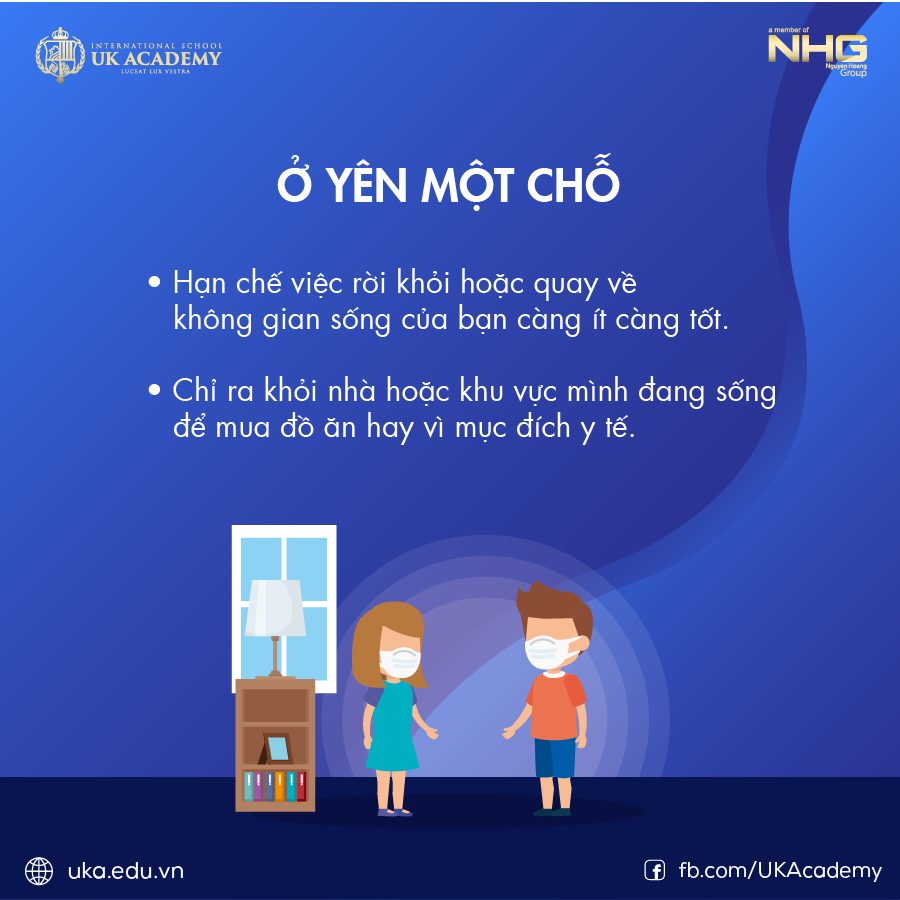 INTERNATIONAL SCHOOL
UK ACADEMY
LUCEAT LUX VESTRA
a member of
NHG
Nguyen Hoang
Group
Ở YÊN MỘT CHỖ
• Hạn chế việc rời khỏi hoặc quay về
không gian sống của bạn càng ít càng tốt.
• Chỉ ra khỏi nhà hoặc khu vực mình đang sống
để mua đồ ăn hay vì mục đích y tế.
uka.edu.vn
fb.com/UKAcademy